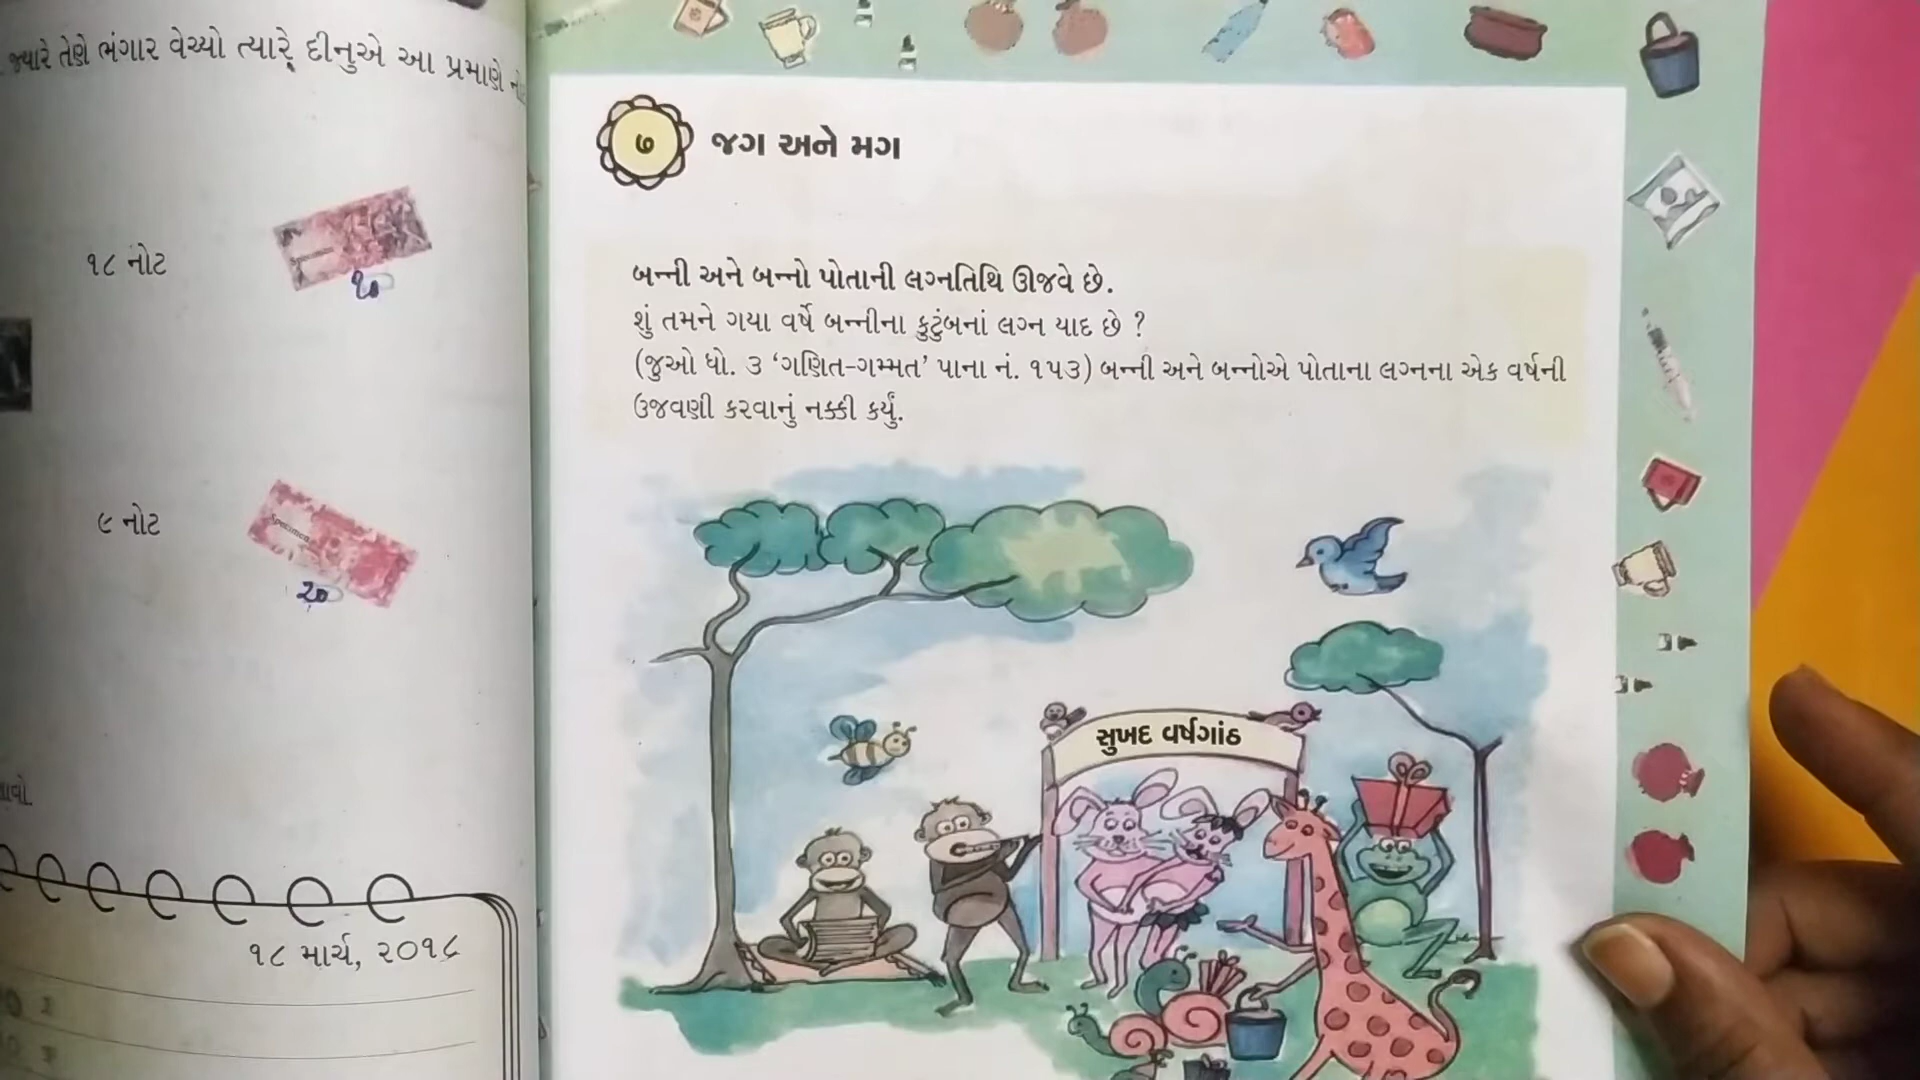 જ્યારે તેણે ભંગાર વેચ્યો ત્યારે દીનુએ આ પ્રમાણે
૧૮ નોટ
Specimen
૧૦
૯ નોટ
Specimen
૨૦
૧૮ માર્ચ, ૨૦૧૮
૭ જગ અને મગ
બન્ની અને બન્નો પોતાની લગ્નતિથિ ઊજવે છે.
શું તમને ગયા વર્ષે બન્નીના કુટુંબનાં લગ્ન યાદ છે ?
(જુઓ ધો. ૩ ‘ગણિત-ગમ્મત’ પાના નં. ૧૫૩) બન્ની અને બન્નોએ પોતાના લગ્નના એક વર્ષની
ઉજવણી કરવાનું નક્કી કર્યું.
સુખદ વર્ષગાંઠ